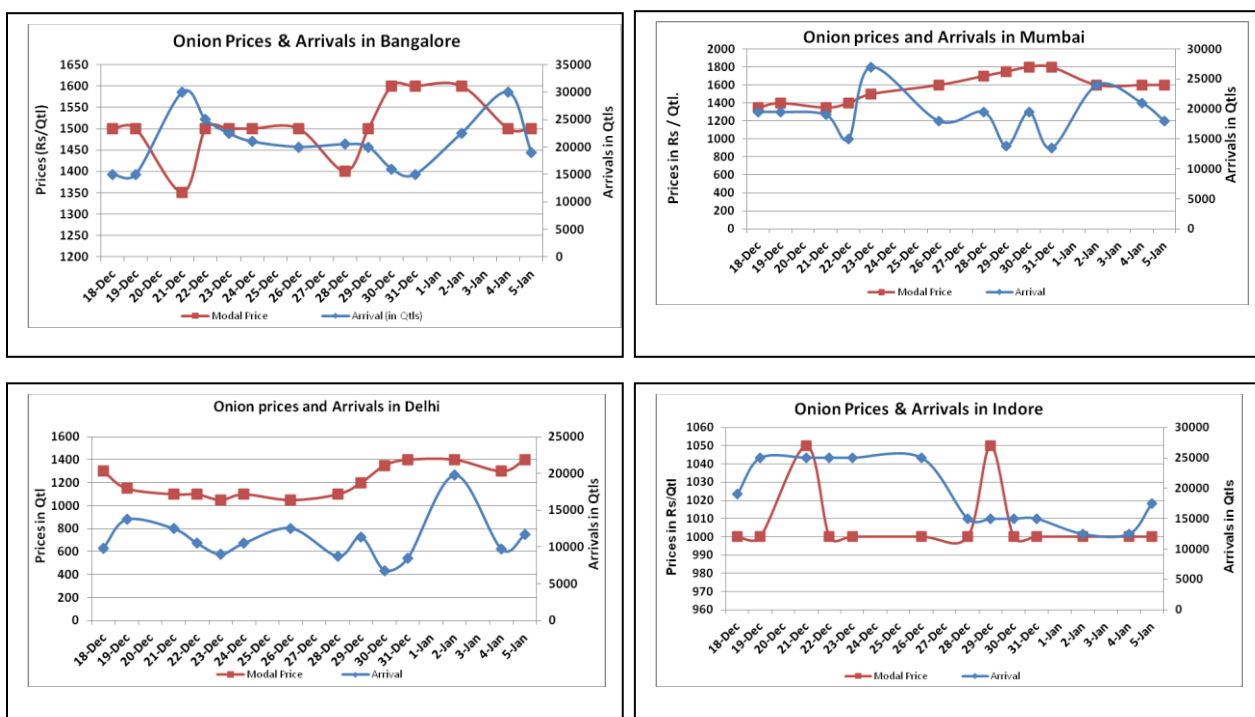 Onion Prices & Arrivals in Bangalore
Prices (Rs/Qtl)
1650
1600
1550
1500
1450
1400
1350
1300
1250
1200
35000
30000
25000
20000
15000
10000
5000
0
Arrivals in Qtls
18-Dec
19-Dec
20-Dec
21-Dec
22-Dec
23-Dec
24-Dec
25-Dec
26-Dec
27-Dec
28-Dec
29-Dec
30-Dec
31-Dec
1-Jan
2-Jan
3-Jan
4-Jan
5-Jan
Modal Price
Arrival (in Qtls)
Onion prices and Arrivals in Mumbai
Prices in Rs / Qtl.
2000
1800
1600
1400
1200
1000
800
600
400
200
0
30000
25000
20000
15000
10000
5000
0
Arrivals in Qtls
18-Dec
19-Dec
20-Dec
21-Dec
22-Dec
23-Dec
24-Dec
25-Dec
26-Dec
27-Dec
28-Dec
29-Dec
30-Dec
31-Dec
1-Jan
2-Jan
3-Jan
4-Jan
5-Jan
Modal Price
Arrival
Onion prices and Arrivals in Delhi
Prices in Qtl
1600
1400
1200
1000
800
600
400
200
0
25000
20000
15000
10000
5000
0
Arrivals in Qtls
18-Dec
19-Dec
20-Dec
21-Dec
22-Dec
23-Dec
24-Dec
25-Dec
26-Dec
27-Dec
28-Dec
29-Dec
30-Dec
31-Dec
1-Jan
2-Jan
3-Jan
4-Jan
5-Jan
Modal Price
Arrival
Onion Prices & Arrivals in Indore
Prices in Rs/Qtl
1060
1050
1040
1030
1020
1010
1000
990
980
970
960
30000
25000
20000
15000
10000
5000
0
Arrivals in Qtls
18-Dec
19-Dec
20-Dec
21-Dec
22-Dec
23-Dec
24-Dec
25-Dec
26-Dec
27-Dec
28-Dec
29-Dec
30-Dec
31-Dec
1-Jan
2-Jan
3-Jan
4-Jan
5-Jan
Modal Price
Arrival